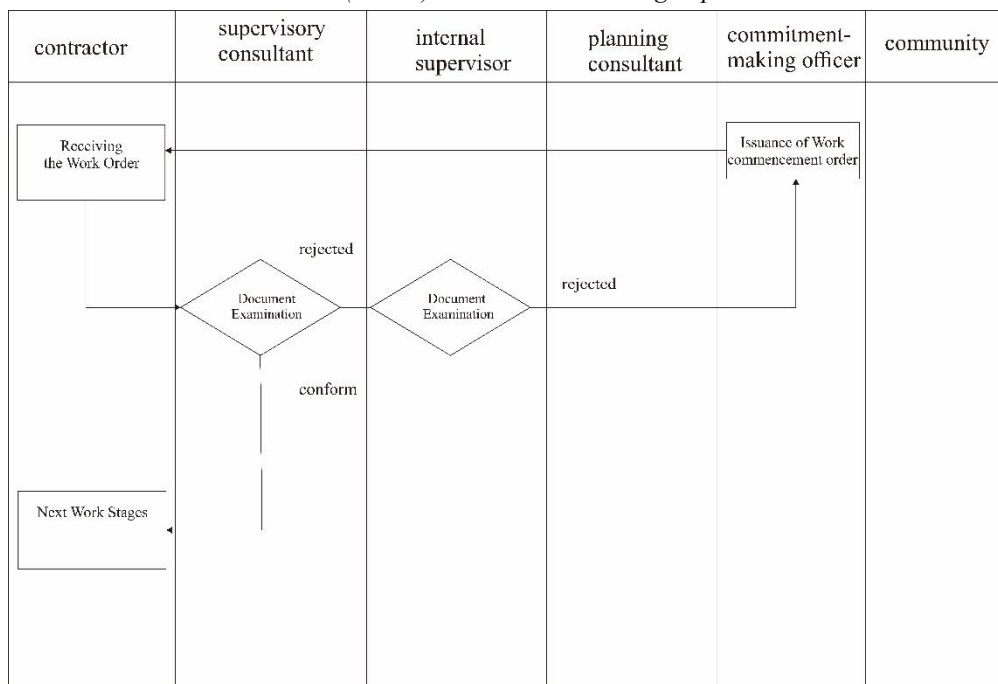 contractor
supervisory
consultant
internal
supervisor
planning
consultant
commitment-
making officer
community
Receiving
the Work Order
Issuance of Work
commencement order
rejected
Document
Examination
Document
Examination
rejected
conform
Next Work Stages